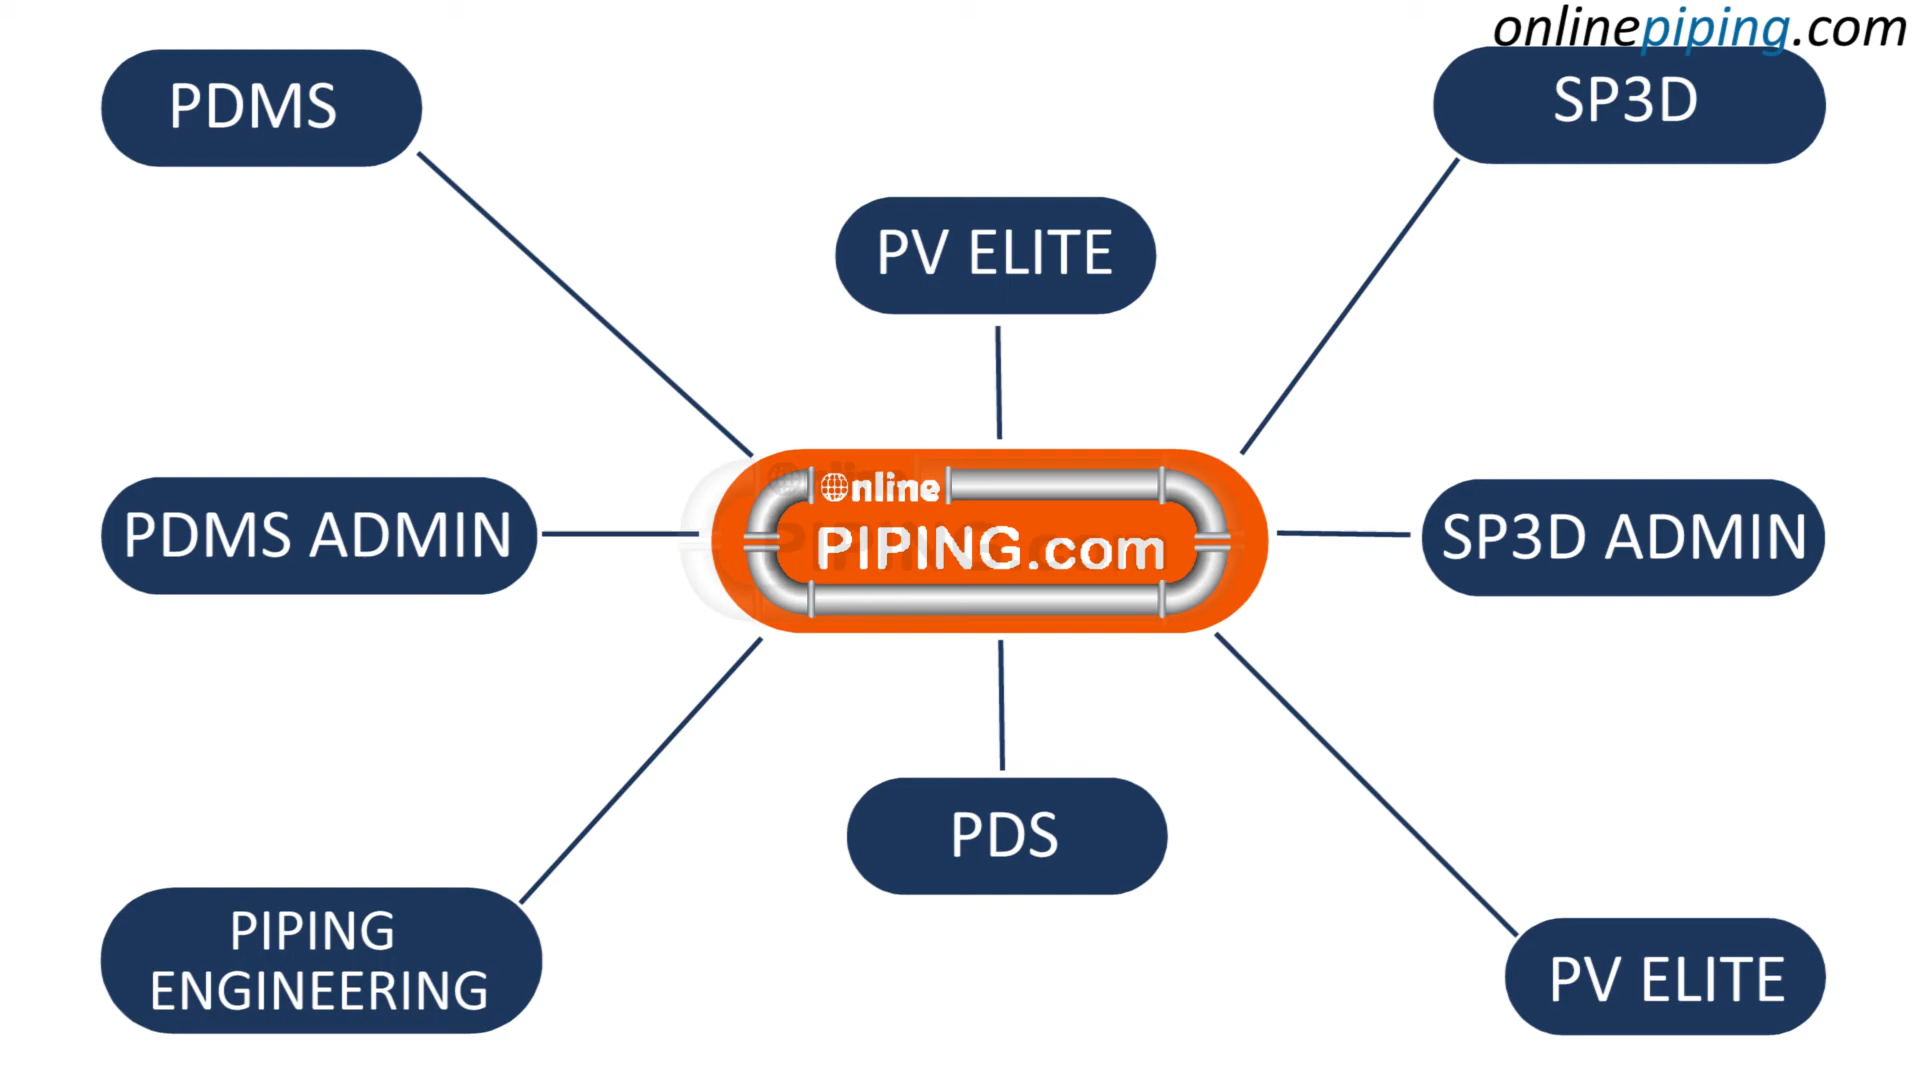 onlinepiping.com
PDMS
SP3D
PV ELITE
Online
PIPING.com
PDMS ADMIN
SP3D ADMIN
PDS
PIPING
ENGINEERING
PV ELITE